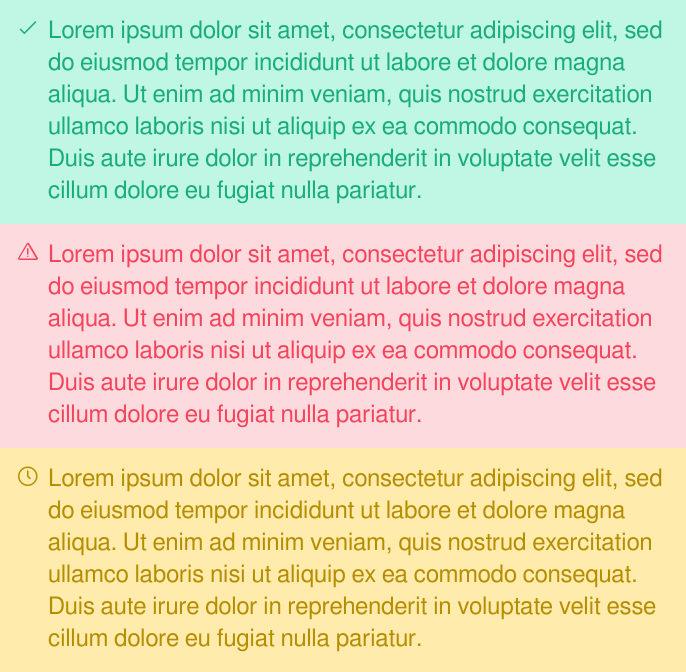 Lorem ipsum dolor sit amet, consectetur adipiscing elit, sed
do eiusmod tempor incididunt ut labore et dolore magna
aliqua. Ut enim ad minim veniam, quis nostrud exercitation
ullamco laboris nisi ut aliquip ex ea commodo consequat.
Duis aute irure dolor in reprehenderit in voluptate velit esse
cillum dolore eu fugiat nulla pariatur.
Lorem ipsum dolor sit amet, consectetur adipiscing elit, sed
do eiusmod tempor incididunt ut labore et dolore magna
aliqua. Ut enim ad minim veniam, quis nostrud exercitation
ullamco laboris nisi ut aliquip ex ea commodo consequat.
Duis aute irure dolor in reprehenderit in voluptate velit esse
cillum dolore eu fugiat nulla pariatur.
Lorem ipsum dolor sit amet, consectetur adipiscing elit, sed
do eiusmod tempor incididunt ut labore et dolore magna
aliqua. Ut enim ad minim veniam, quis nostrud exercitation
ullamco laboris nisi ut aliquip ex ea commodo consequat.
Duis aute irure dolor in reprehenderit in voluptate velit esse
cillum dolore eu fugiat nulla pariatur.